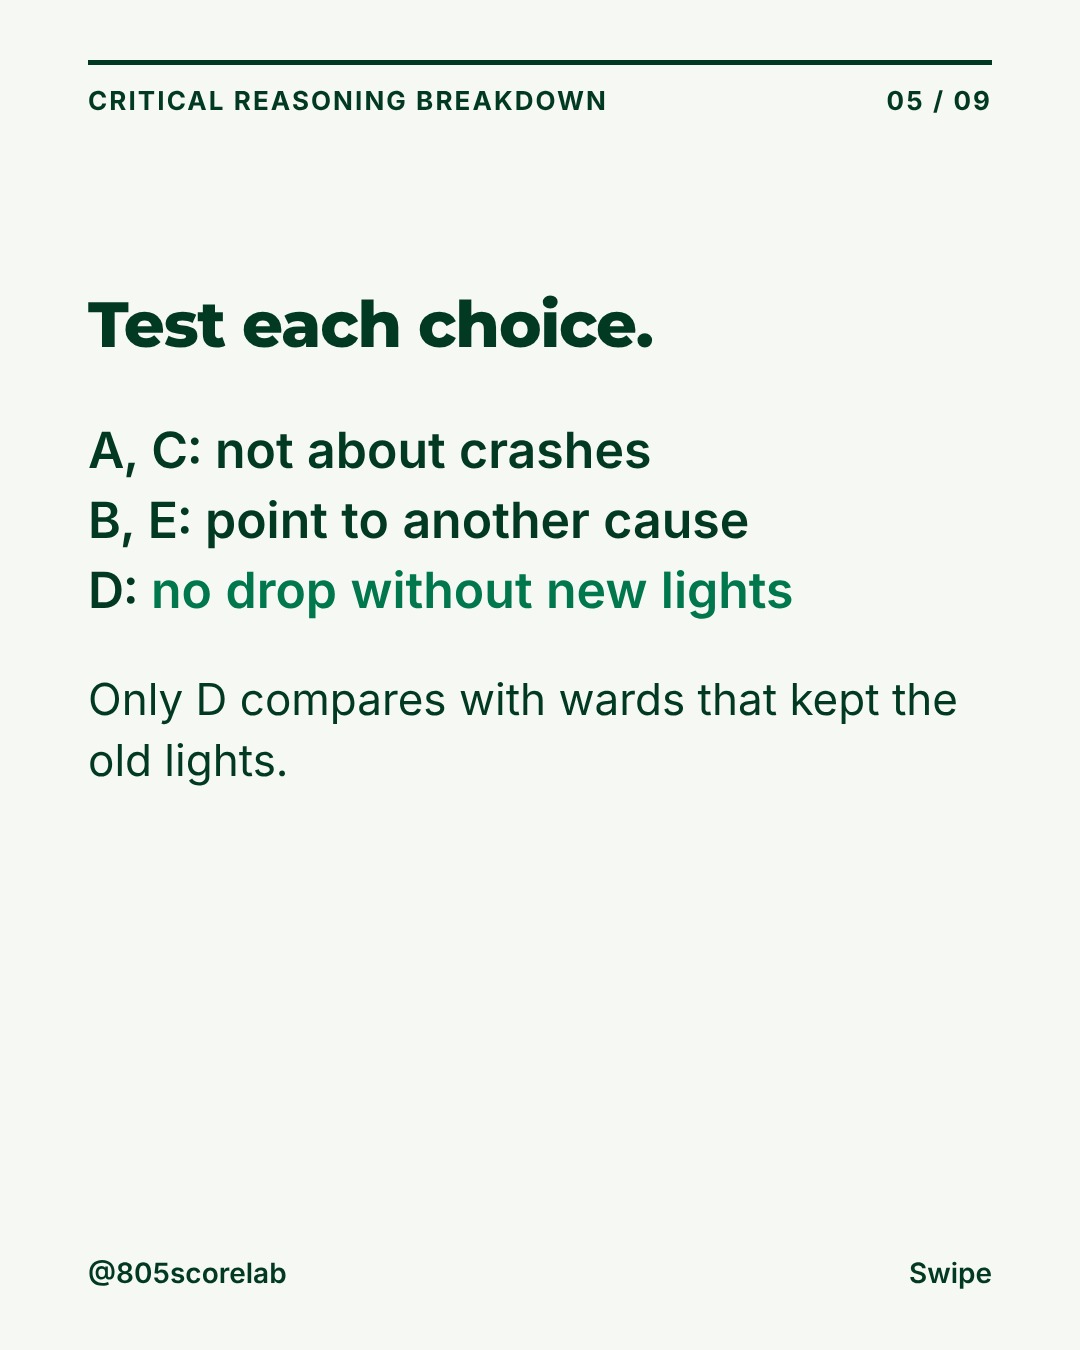 CRITICAL REASONING BREAKDOWN
05 / 09
Test each choice.
A, C: not about crashes
B, E: point to another cause
D: no drop without new lights
Only D compares with wards that kept the
old lights.
@805scorelab
Swipe